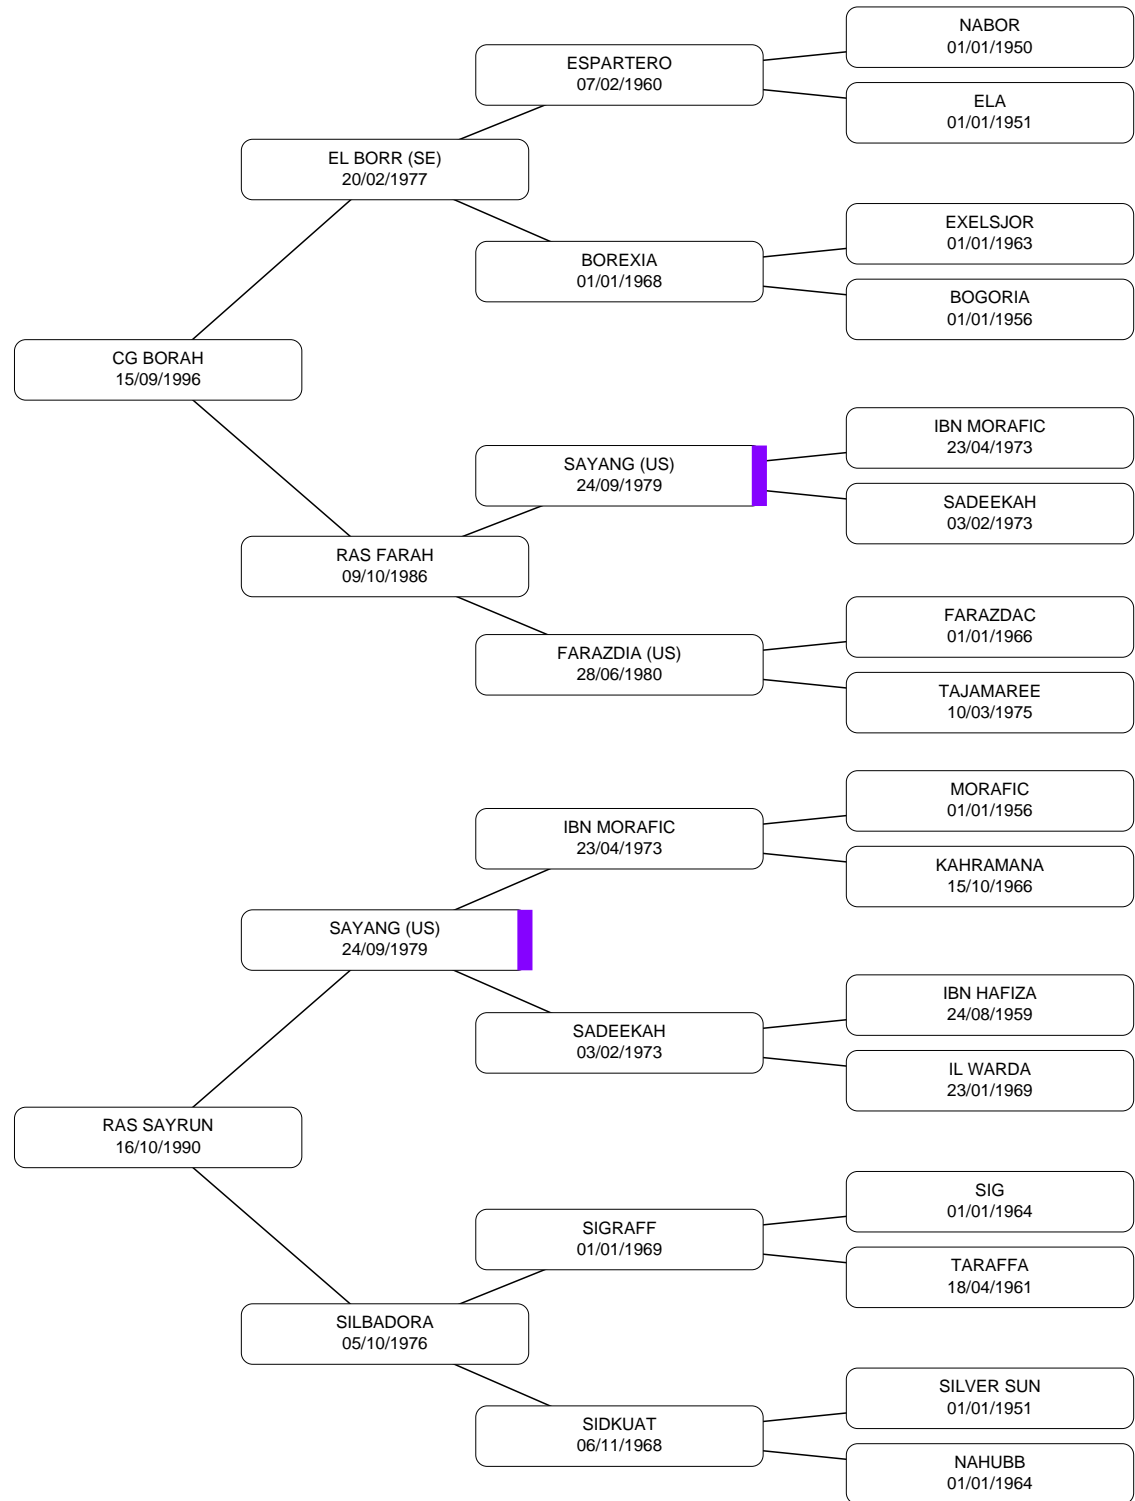 NABOR
01/01/1950
ESPARTERO
07/02/1960
ELA
01/01/1951
EL BORR (SE)
20/02/1977
EXELSJOR
01/01/1963
BOREXIA
01/01/1968
BOGORIA
01/01/1956
CG BORAH
15/09/1996
IBN MORAFIC
23/04/1973
SAYANG (US)
24/09/1979
SADEEKAH
03/02/1973
RAS FARAH
09/10/1986
FARAZDAC
01/01/1966
FARAZDIA (US)
28/06/1980
TAJAMAREE
10/03/1975
MORAFIC
01/01/1956
IBN MORAFIC
23/04/1973
KAHRAMANA
15/10/1966
SAYANG (US)
24/09/1979
IBN HAFIZA
24/08/1959
SADEEKAH
03/02/1973
IL WARDA
23/01/1969
RAS SAYRUN
16/10/1990
SIG
01/01/1964
SIGRAFF
01/01/1969
TARAFFA
18/04/1961
SILBADORA
05/10/1976
SILVER SUN
01/01/1951
SIDKUAT
06/11/1968
NAHUBB
01/01/1964